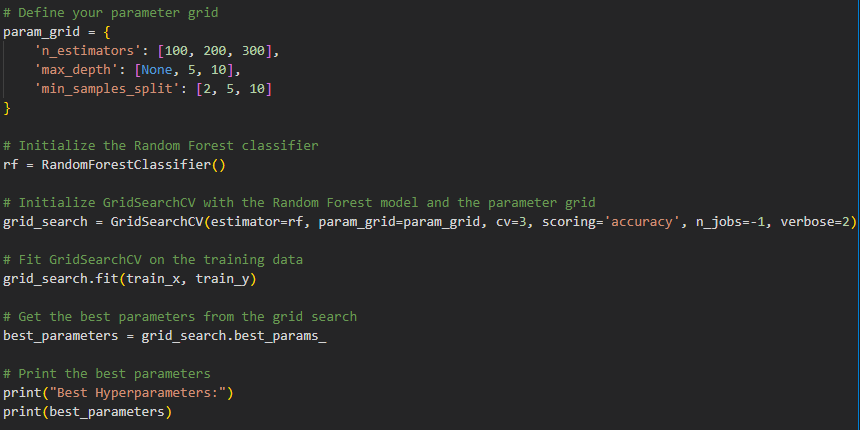 # Define your parameter grid
param_grid = {
    'n_estimators': [100, 200, 300],
    'max_depth': [None, 5, 10],
    'min_samples_split': [2, 5, 10]
}
# Initialize the Random Forest classifier
rf = RandomForestClassifier()
# Initialize GridSearchCV with the Random Forest model and the parameter grid
grid_search = GridSearchCV(estimator=rf, param_grid=param_grid, cv=3, scoring='accuracy', n_jobs=-1, verbose=2)
# Fit GridSearchCV on the training data
grid_search.fit(train_x, train_y)
# Get the best parameters from the grid search
best_parameters = grid_search.best_params_
# Print the best parameters
print("Best Hyperparameters:")
print(best_parameters)